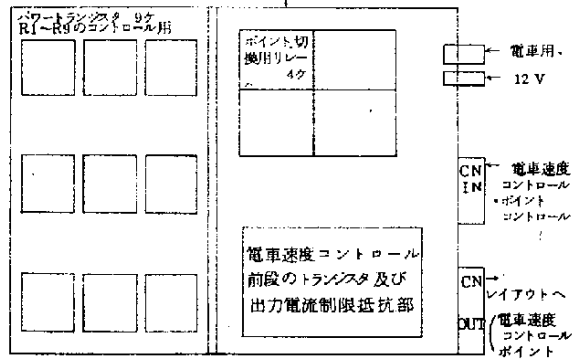 パワートランジスタ 9ケ
R1～R9のコントロール用
ポイント切
換用リレー
4ケ
電車用
12 V
CN
IN
電車速度
コントロール
ポイント
コントロール
電車速度コントロール
前段のトランジスタ及び
出力電流制限抵抗部
CN
OUT
レイアウトへ
電車速度
コントロール
ポイント